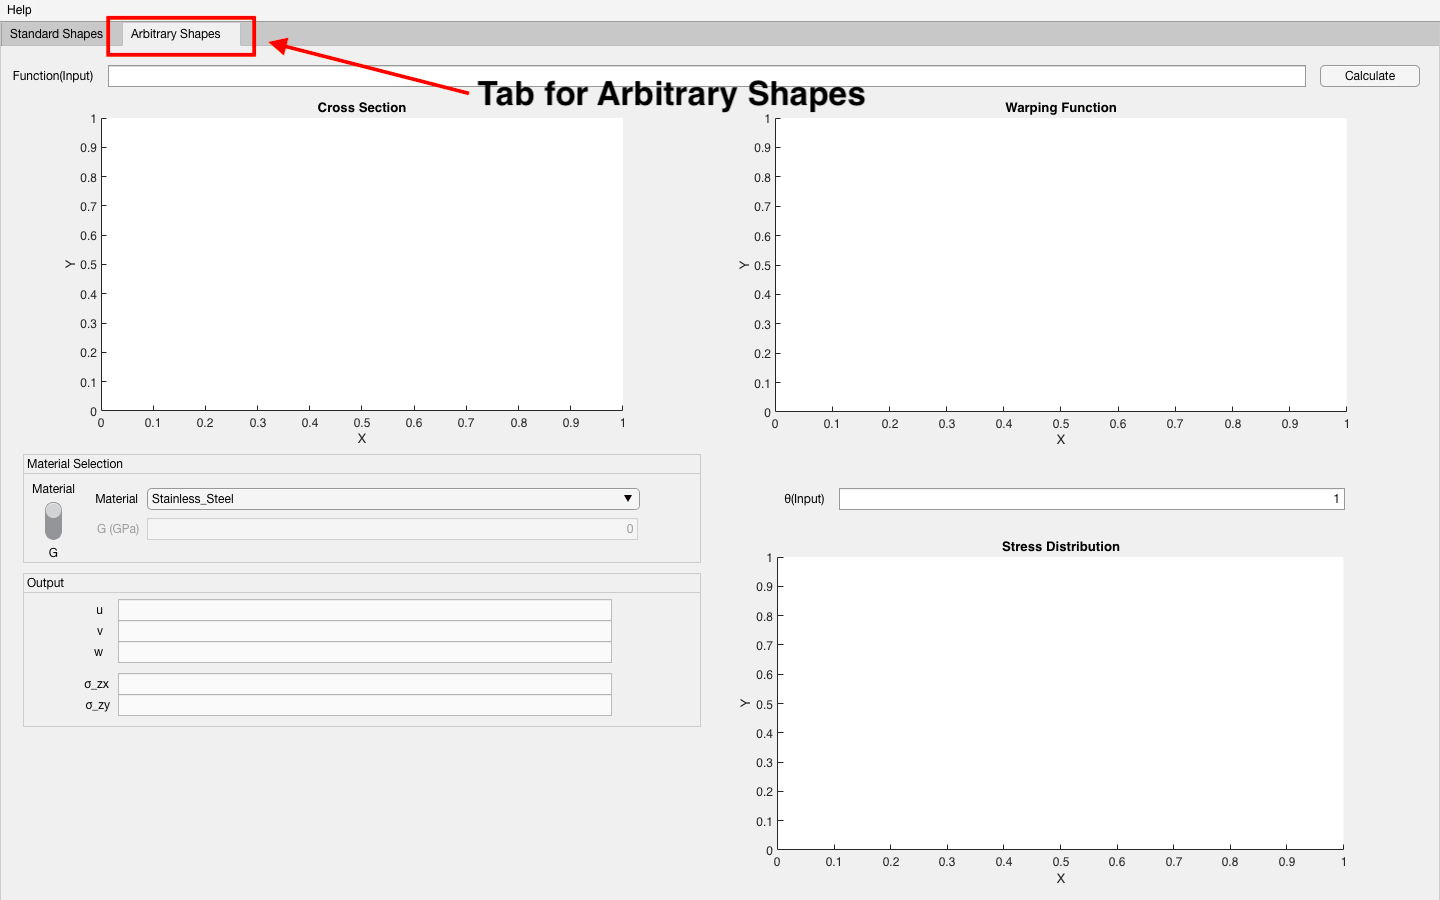 Help
Standard Shapes
Arbitrary Shapes
Function(Input)
Calculate
Tab for Arbitrary Shapes
Cross Section
1
0.9
0.8
0.7
0.6
0.5
0.4
0.3
0.2
0.1
0
Y
0 0.1 0.2 0.3 0.4 0.5 0.6 0.7 0.8 0.9 1
X
Warping Function
1
0.9
0.8
0.7
0.6
0.5
0.4
0.3
0.2
0.1
0
Y
0 0.1 0.2 0.3 0.4 0.5 0.6 0.7 0.8 0.9 1
X
Material Selection
Material
G
Material Stainless_Steel
G (GPa) 0
Output
u
v
w
σ_zx
σ_zy
θ(Input) 1
Stress Distribution
1
0.9
0.8
0.7
0.6
0.5
0.4
0.3
0.2
0.1
0
Y
0 0.1 0.2 0.3 0.4 0.5 0.6 0.7 0.8 0.9 1
X